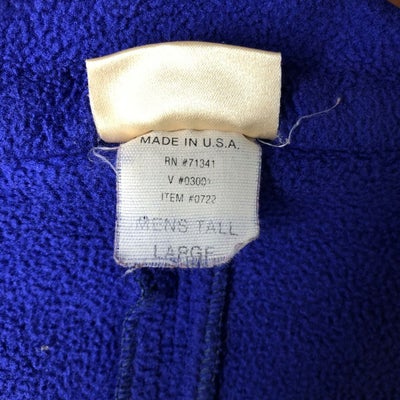 MADE IN U.S.A.
RN #71341
V #03001
ITEM #0722
MENS TALL
LARGE